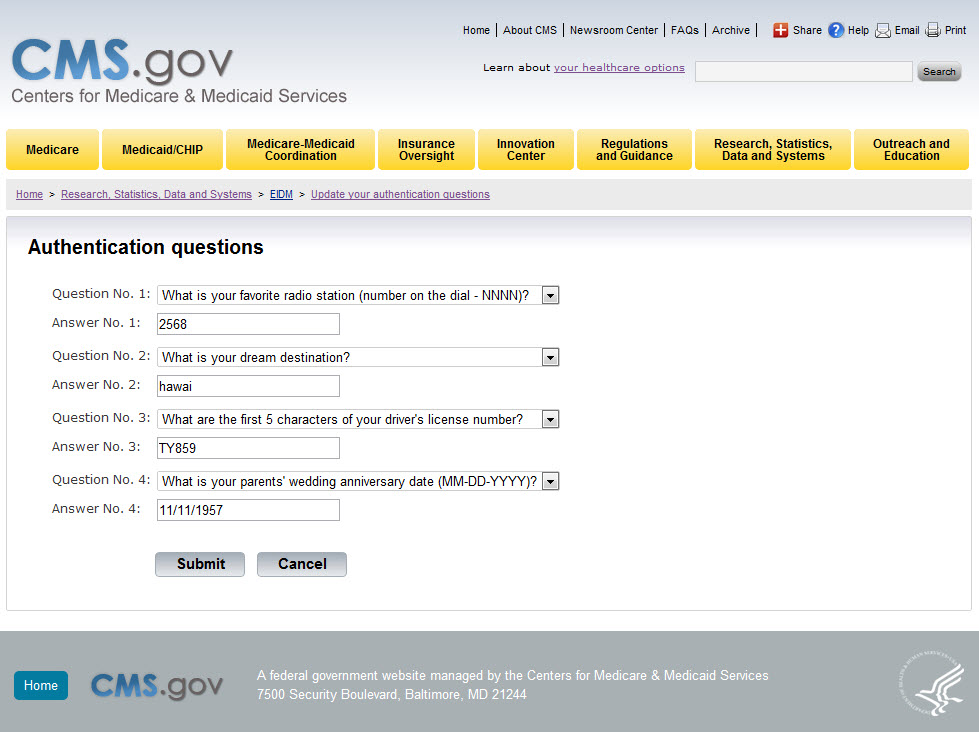 Home | About CMS | Newsroom Center | FAQs | Archive | Share Help Email Print
CMS.gov
Centers for Medicare & Medicaid Services
Learn about your healthcare options
Search
Medicare
Medicaid/CHIP
Medicare-Medicaid
Coordination
Insurance
Oversight
Innovation
Center
Regulations
and Guidance
Research, Statistics,
Data and Systems
Outreach and
Education
Home > Research, Statistics, Data and Systems > EIDM > Update your authentication questions
Authentication questions
Question No. 1: What is your favorite radio station (number on the dial - NNNN)?
Answer No. 1: 2568
Question No. 2: What is your dream destination?
Answer No. 2: hawai
Question No. 3: What are the first 5 characters of your driver's license number?
Answer No. 3: TY859
Question No. 4: What is your parents' wedding anniversary date (MM-DD-YYYY)?
Answer No. 4: 11/11/1957
Submit Cancel
Home
CMS.gov
A federal government website managed by the Centers for Medicare & Medicaid Services
7500 Security Boulevard, Baltimore, MD 21244